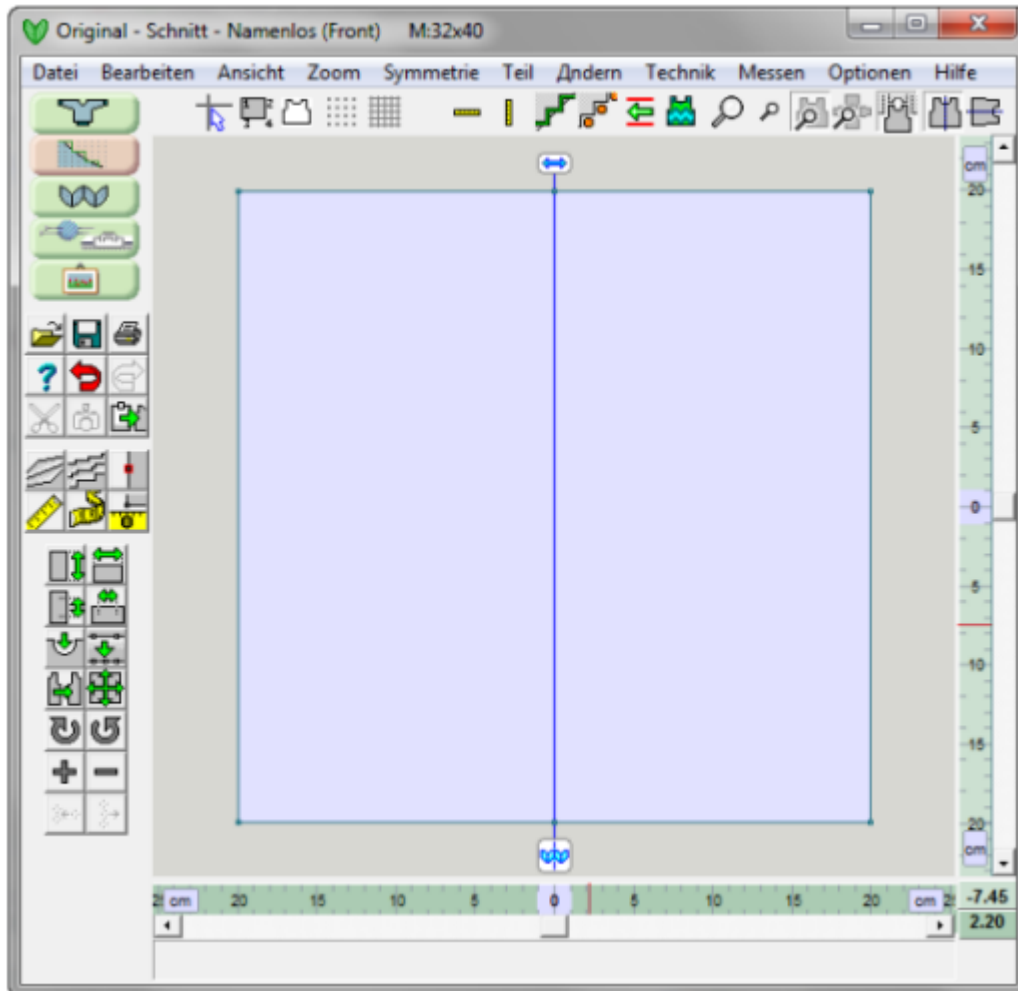 Original - Schnitt - Namenlos (Front) M:32x40
Datei Bearbeiten Ansicht Zoom Symmetrie Teil Дndern Technik Messen Optionen Hilfe
cm
20
15
10
5
0
5
10
15
20
cm
cm 20 15 10 5 0 5 10 15 20 cm -7.45
2.20